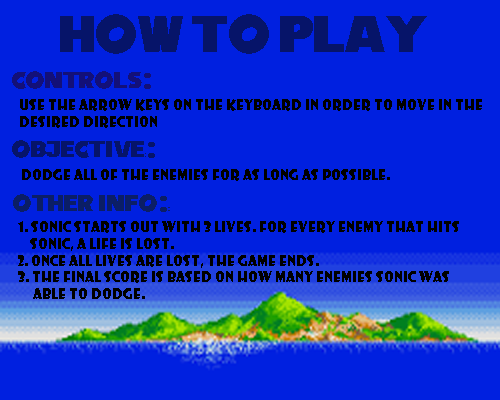 HOW TO PLAY
CONTROLS:
USE THE ARROW KEYS ON THE KEYBOARD IN ORDER TO MOVE IN THE
DESIRED DIRECTION
OBJECTIVE:
DODGE ALL OF THE ENEMIES FOR AS LONG AS POSSIBLE.
OTHER INFO:
1. SONIC STARTS OUT WITH 3 LIVES. FOR EVERY ENEMY THAT HITS
SONIC, A LIFE IS LOST.
2. ONCE ALL LIVES ARE LOST, THE GAME ENDS.
3. THE FINAL SCORE IS BASED ON HOW MANY ENEMIES SONIC WAS
ABLE TO DODGE.